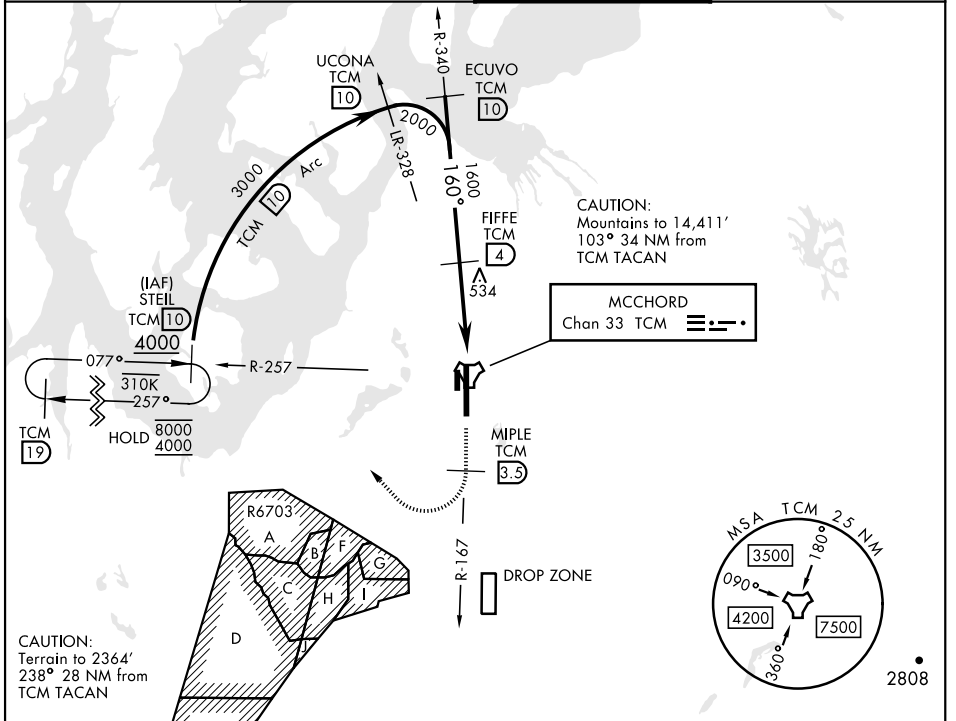 R-340
UCONA
TCM
10
ECUVO
TCM
10
2000
LR-328
3000
Arc
TCM 10
1600
160°
FIFFE
TCM
4
534
CAUTION:
Mountains to 14,411'
103° 34 NM from
TCM TACAN
MCCHORD
Chan 33 TCM
(IAF)
STEIL
TCM 10
4000
077°
310K
257°
R-257
TCM
19
HOLD 8000
4000
MIPLE
TCM
3.5
R-167
DROP ZONE
R6703
A
B
F
G
C
H
I
D
J
CAUTION:
Terrain to 2364'
238° 28 NM from
TCM TACAN
MSA TCM 25 NM
3500
180°
090°
4200
7500
360°
2808